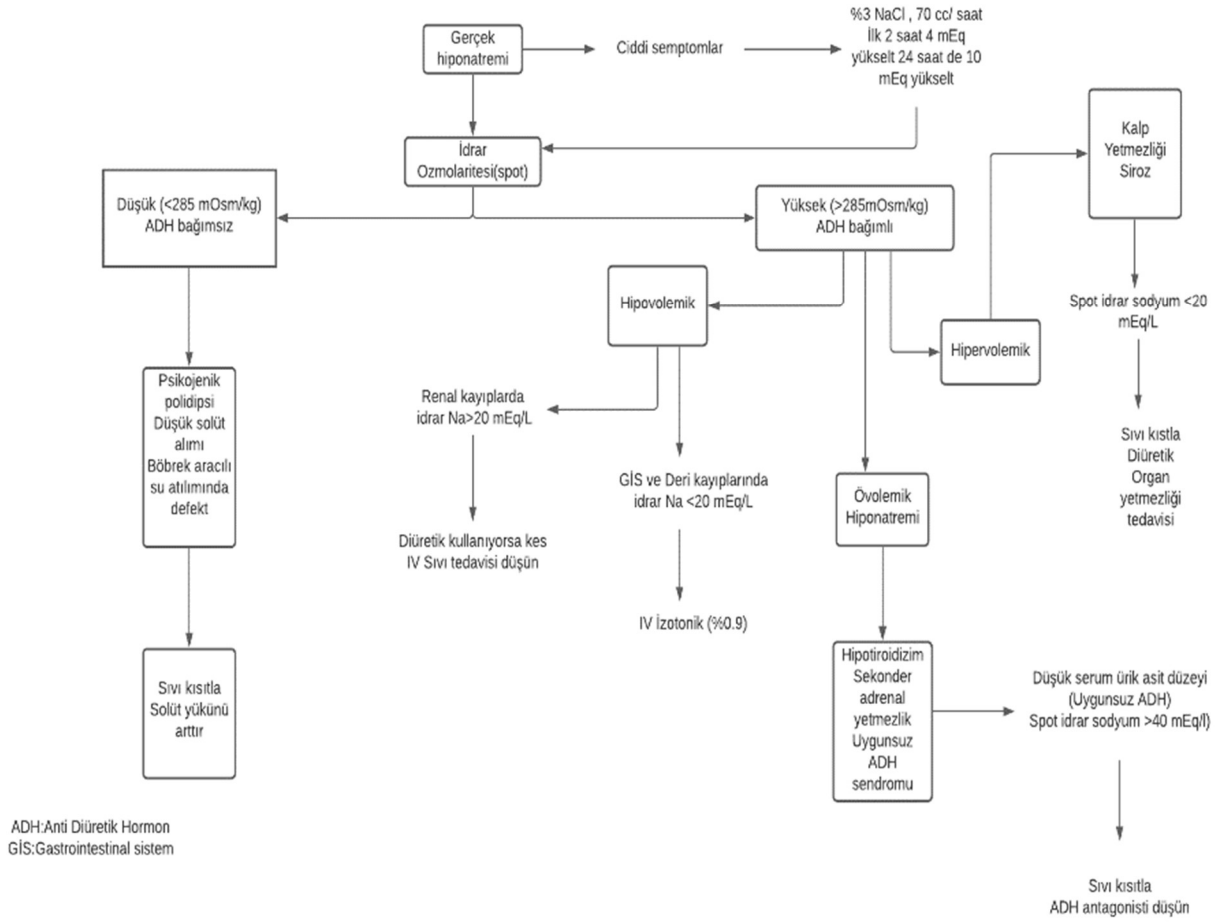 Gerçek
hiponatremi
Ciddi semptomlar
%3 NaCl , 70 cc/ saat
İlk 2 saat 4 mEq
yükselt 24 saat de 10
mEq yükselt
İdrar
Ozmolaritesi(spot)
Düşük (<285 mOsm/kg)
ADH bağımsız
Yüksek (>285mOsm/kg)
ADH bağımlı
Kalp
Yetmezliği
Siroz
Hipovolemik
Hipervolemik
Spot idrar sodyum <20
mEq/L
Psikojenik
polidipsi
Düşük solüt
alımı
Böbrek aracılı
su atılımında
defekt
Renal kayıplarda
idrar Na>20 mEq/L
GİS ve Deri kayıplarında
idrar Na <20 mEq/L
Övolemik
Hiponatremi
Sıvı kıstla
Diüretik
Organ
yetmezliği
tedavisi
Diüretik kullanıyorsa kes
IV Sıvı tedavisi düşün
IV İzotonik (%0.9)
Sıvı kısıtla
Solüt yükünü
arttır
Hipotiroidizim
Sekonder
adrenal
yetmezlik
Uygunsuz
ADH
sendromu
Düşük serum ürik asit düzeyi
(Uygunsuz ADH)
Spot idrar sodyum >40 mEq/l)
Sıvı kısıtla
ADH antagonisti düşün
ADH:Anti Diüretik Hormon
GİS:Gastrointestinal sistem